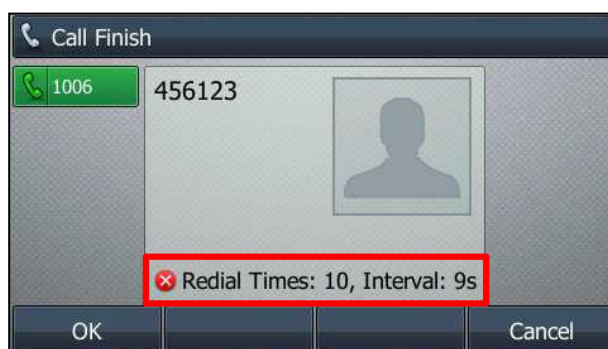 Call Finish
1006
456123
Redial Times: 10, Interval: 9s
OK
Cancel